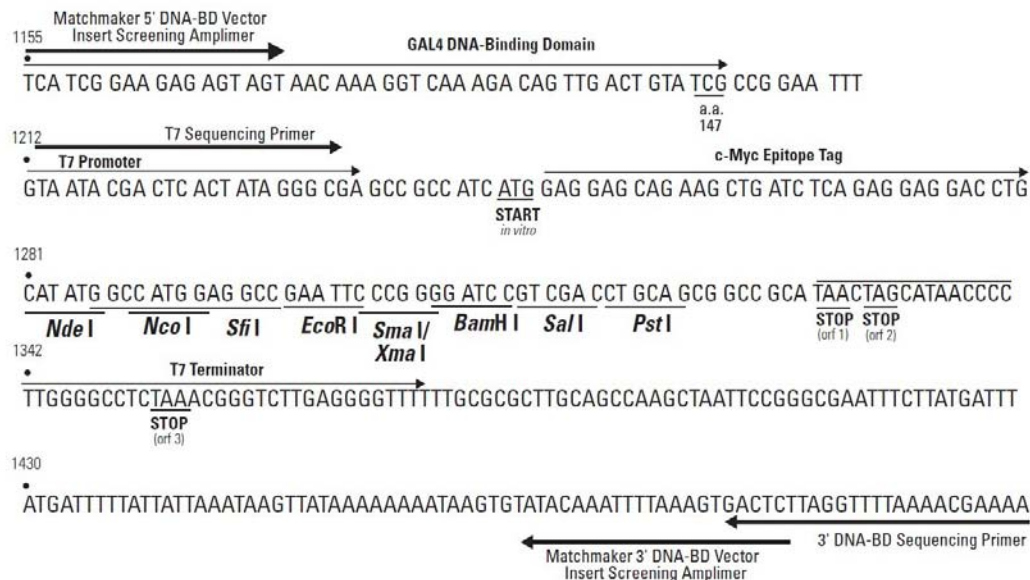 Matchmaker 5' DNA-BD Vector
Insert Screening Amplimer
1155
GAL4 DNA-Binding Domain
TCA TCG GAA GAG AGT AGT AAC AAA GGT CAA AGA CAG TTG ACT GTA TCG CCG GAA TTT
a.a.
147
T7 Sequencing Primer
1212
T7 Promoter
c-Myc Epitope Tag
GTA ATA CGA CTC ACT ATA GGG CGA GCC GCC ATC ATG GAG GAG CAG AAG CTG ATC TCA GAG GAG GAC CTG
START
in vitro
1281
CAT ATG GCC ATG GAG GCC GAA TTC CCG GGG ATC CGT CGA CCT GCA GCG GCC GCA TAAC TAG CATAACCCC
Nde I Nco I Sfi I EcoR I Sma I/ BamH I Sal I Pst I STOP STOP
Xma I (orf 1) (orf 2)
1342
T7 Terminator
TTGGGGCCTCTAAACGGGTCTTGAGGGGTTTTTTGCGCGCTTGCAGCCAAGCTAATTCCGGGCGAATTTCTTATGATTT
STOP
(orf 3)
1430
ATGATTTTTATTATTAAATAAGTTATAAAAAAAATAAGTGTATACAAATTTTAAAGTGACTCTTAGGTTTTAAAACGAAAA
3' DNA-BD Sequencing Primer
Matchmaker 3' DNA-BD Vector
Insert Screening Amplimer